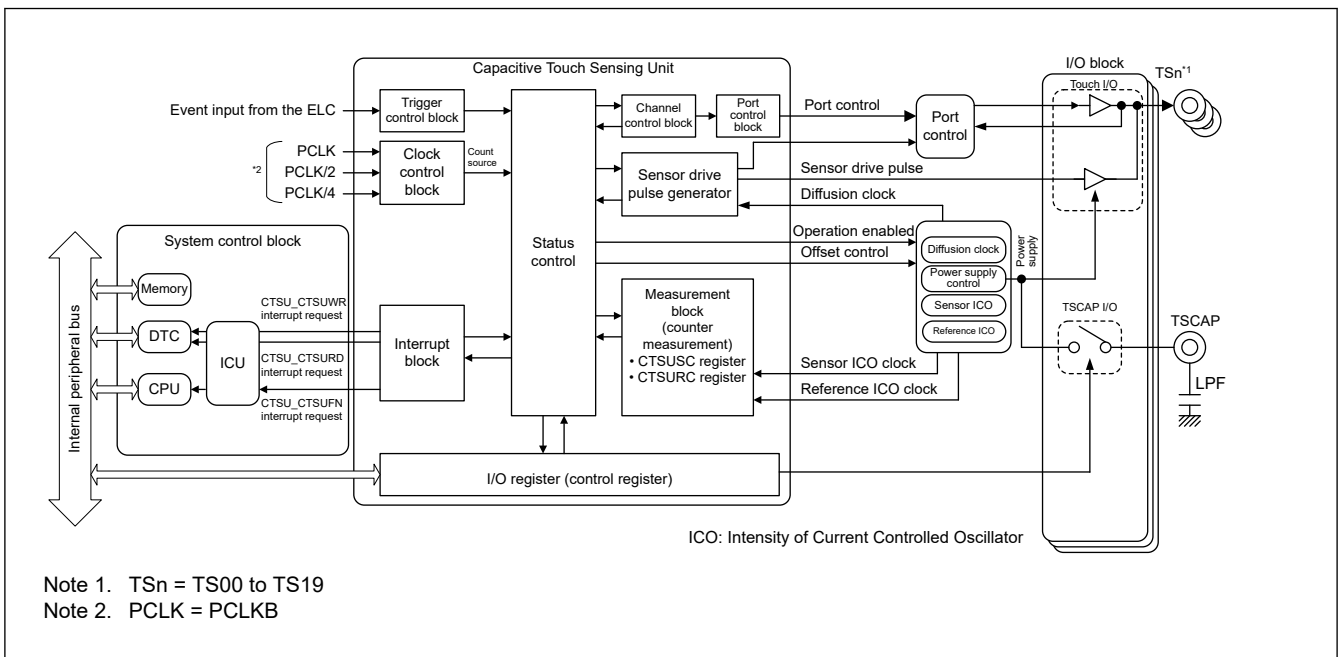 Capacitive Touch Sensing Unit
I/O block
TSn*1
Touch I/O
Event input from the ELC
Trigger
control block
Channel
control block
Port
control
block
Port control
Port
control
*2
PCLK
PCLK/2
PCLK/4
Clock
control
block
Count
source
Sensor drive
pulse generator
Sensor drive pulse
Diffusion clock
Status
control
Operation enabled
Offset control
Diffusion clock
Power supply
control
Sensor ICO
Reference ICO
Power
supply
System control block
Internal peripheral bus
Memory
DTC
CPU
ICU
CTSU_CTSUWR
interrupt request
CTSU_CTSURD
interrupt request
CTSU_CTSUFN
interrupt request
Interrupt
block
Measurement
block
(counter
measurement)
• CTSUSC register
• CTSURC register
Sensor ICO clock
Reference ICO clock
TSCAP I/O
TSCAP
LPF
I/O register (control register)
ICO: Intensity of Current Controlled Oscillator
Note 1. TSn = TS00 to TS19
Note 2. PCLK = PCLKB